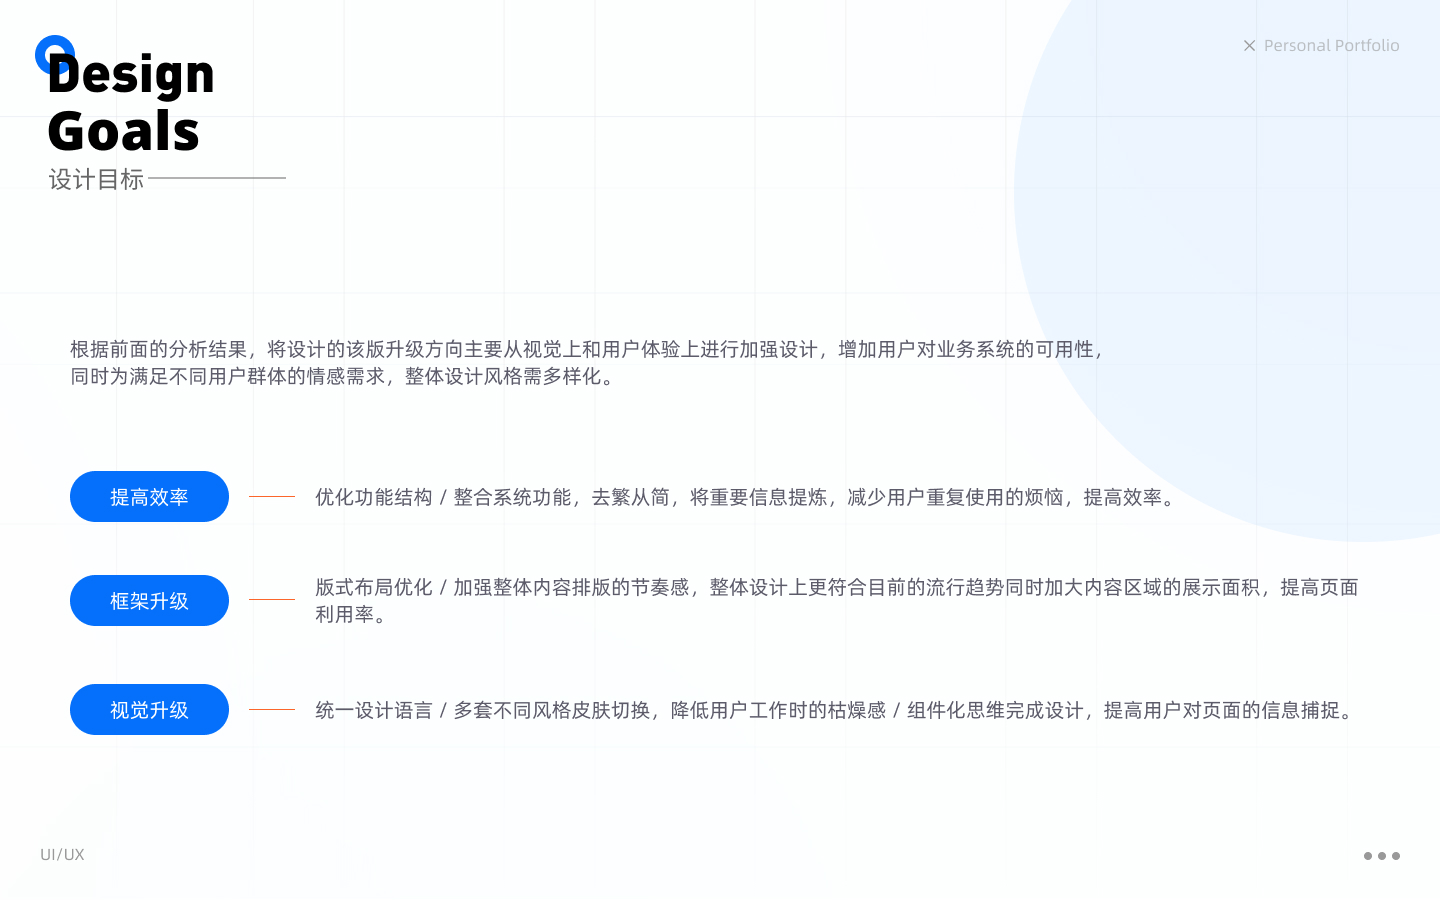 Personal Portfolio
Design
Goals
设计目标
根据前面的分析结果，将设计的该版升级方向主要从视觉上和用户体验上进行加强设计，增加用户对业务系统的可用性，
同时为满足不同用户群体的情感需求，整体设计风格需多样化。
提高效率
优化功能结构 / 整合系统功能，去繁从简，将重要信息提炼，减少用户重复使用的烦恼，提高效率。
框架升级
版式布局优化 / 加强整体内容排版的节奏感，整体设计上更符合目前的流行趋势同时加大内容区域的展示面积，提高页面
利用率。
视觉升级
统一设计语言 / 多套不同风格皮肤切换，降低用户工作时的枯燥感 / 组件化思维完成设计，提高用户对页面的信息捕捉。
UI/UX